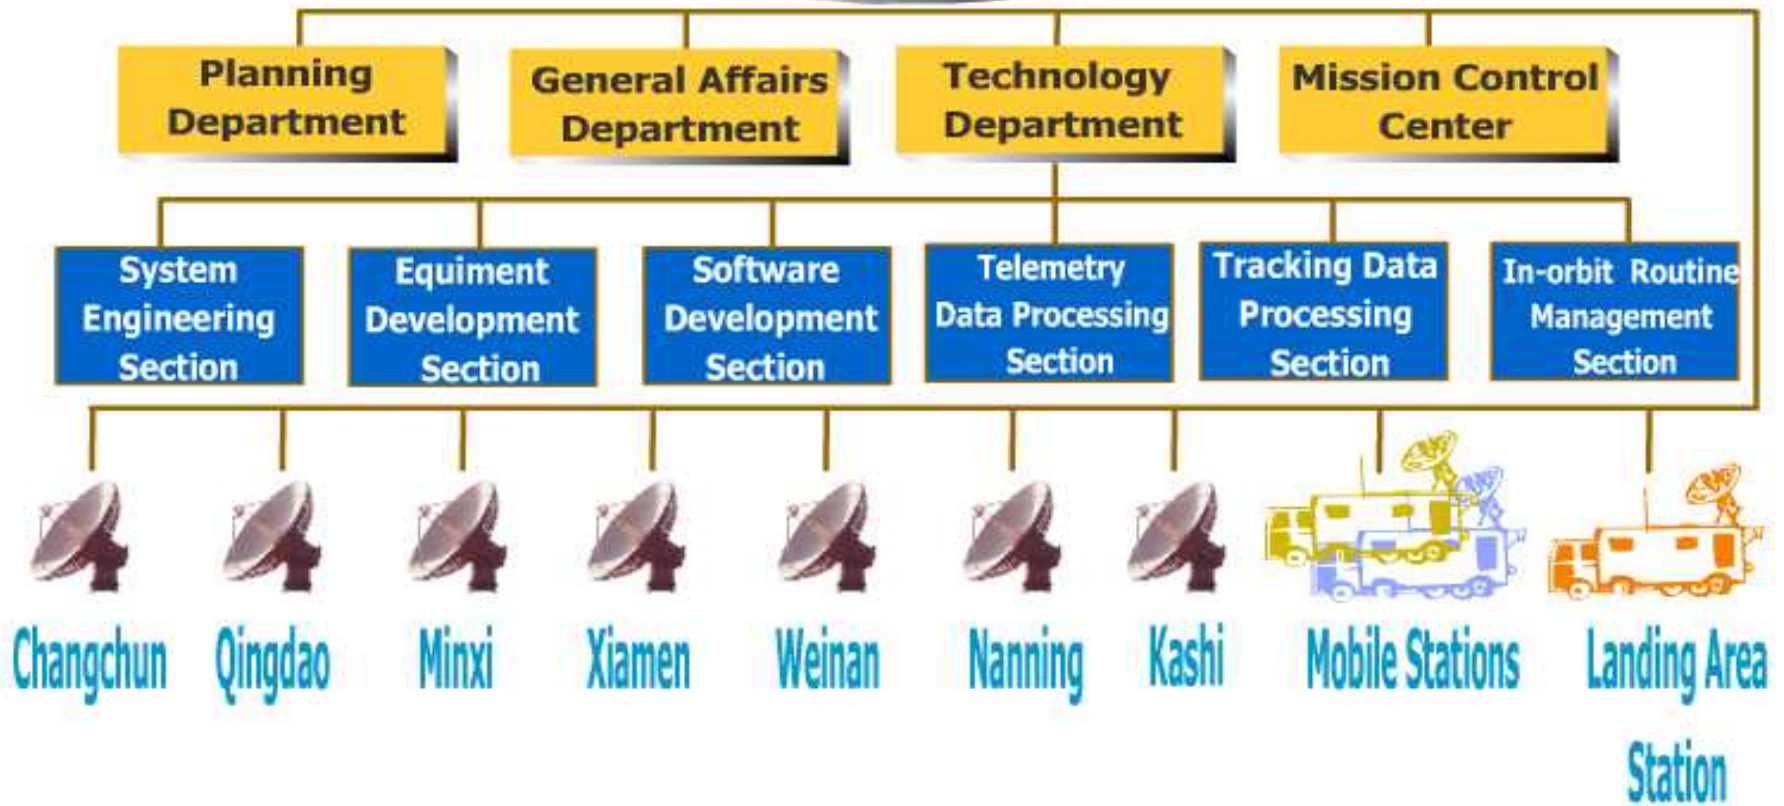 Planning
Department
General Affairs
Department
Technology
Department
Mission Control
Center
System
Engineering
Section
Equiment
Development
Section
Software
Development
Section
Telemetry
Data Processing
Section
Tracking Data
Processing
Section
In-orbit Routine
Management
Section
Changchun
Qingdao
Minxi
Xiamen
Weinan
Nanning
Kashi
Mobile Stations
Landing Area
Station